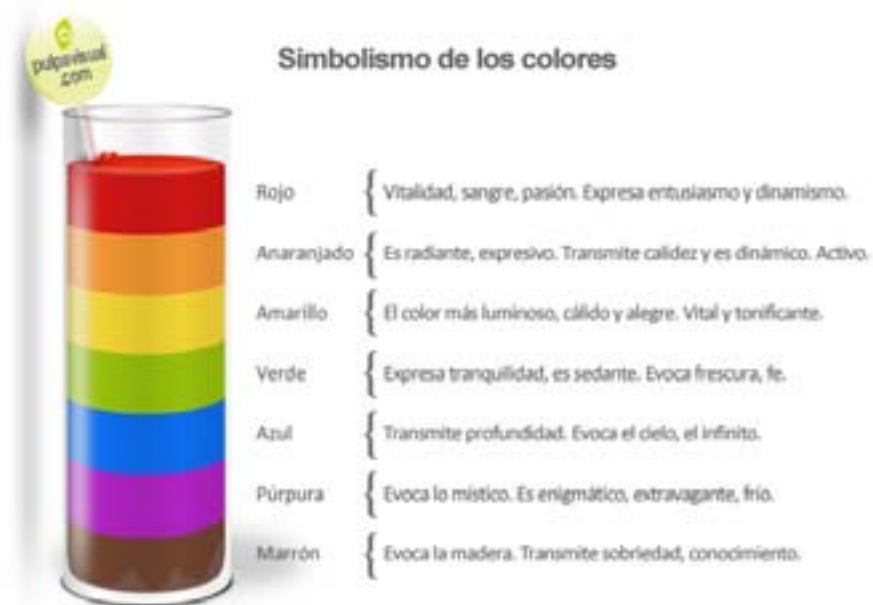 pulpavisual
.com
Simbolismo de los colores
Rojo { Vitalidad, sangre, pasión. Expresa entusiasmo y dinamismo.
Anaranjado { Es radiante, expresivo. Transmite calidez y es dinámico. Activo.
Amarillo { El color más luminoso, cálido y alegre. Vital y tonificante.
Verde { Expresa tranquilidad, es sedante. Evoca frescura, fe.
Azul { Transmite profundidad. Evoca el cielo, el infinito.
Púrpura { Evoca lo místico. Es enigmático, extravagante, frío.
Marrón { Evoca la madera. Transmite sobriedad, conocimiento.